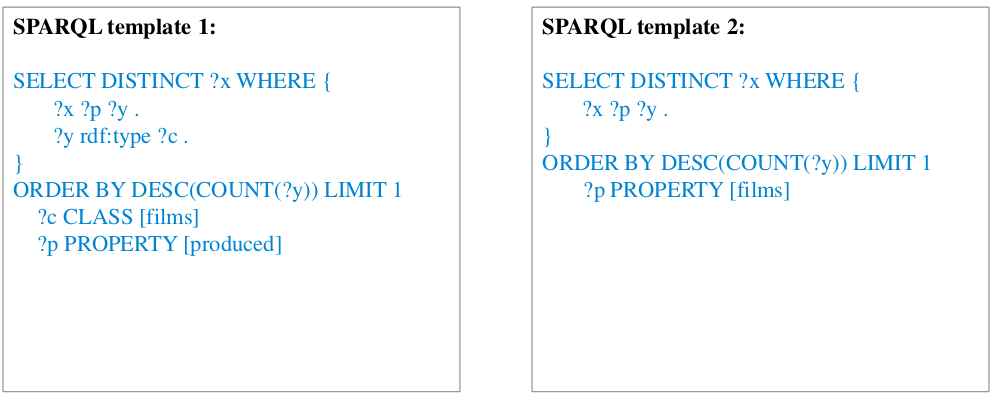 SPARQL template 1:
SELECT DISTINCT ?x WHERE {
?x ?p ?y .
?y rdf:type ?c .
}
ORDER BY DESC(COUNT(?y)) LIMIT 1
?c CLASS [films]
?p PROPERTY [produced]
SPARQL template 2:
SELECT DISTINCT ?x WHERE {
?x ?p ?y .
}
ORDER BY DESC(COUNT(?y)) LIMIT 1
?p PROPERTY [films]